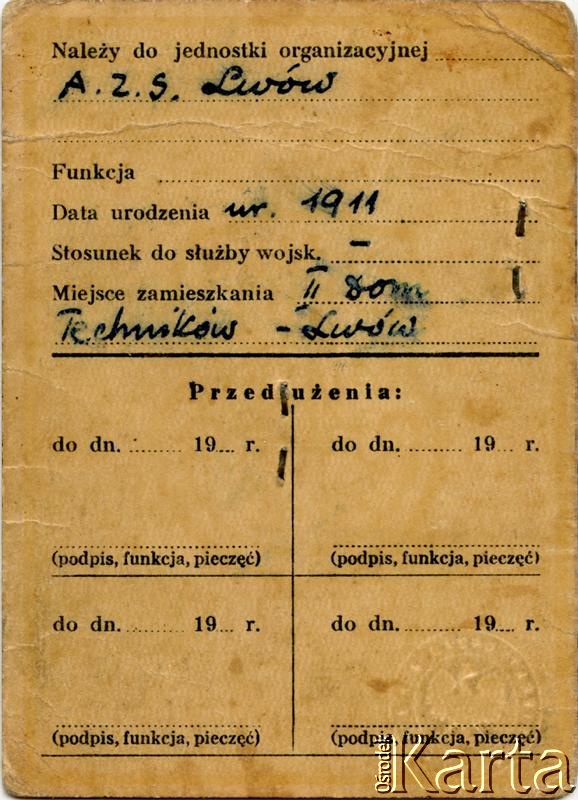 Należy do jednostki organizacyjnej
A.Z.S. Lwów
Funkcja
Data urodzenia ur. 1911
Stosunek do służby wojsk. –
Miejsce zamieszkania II Dom
Techników - Lwów
Przedłużenia:
do dn. ......... 19.... r.
do dn. ......... 19.... r.
(podpis, funkcja, pieczęć)
(podpis, funkcja, pieczęć)
do dn. ......... 19.... r.
do dn. ......... 19.... r.
(podpis, funkcja, pieczęć)
(podpis, funkcja, pieczęć)
Ośrodek Karta